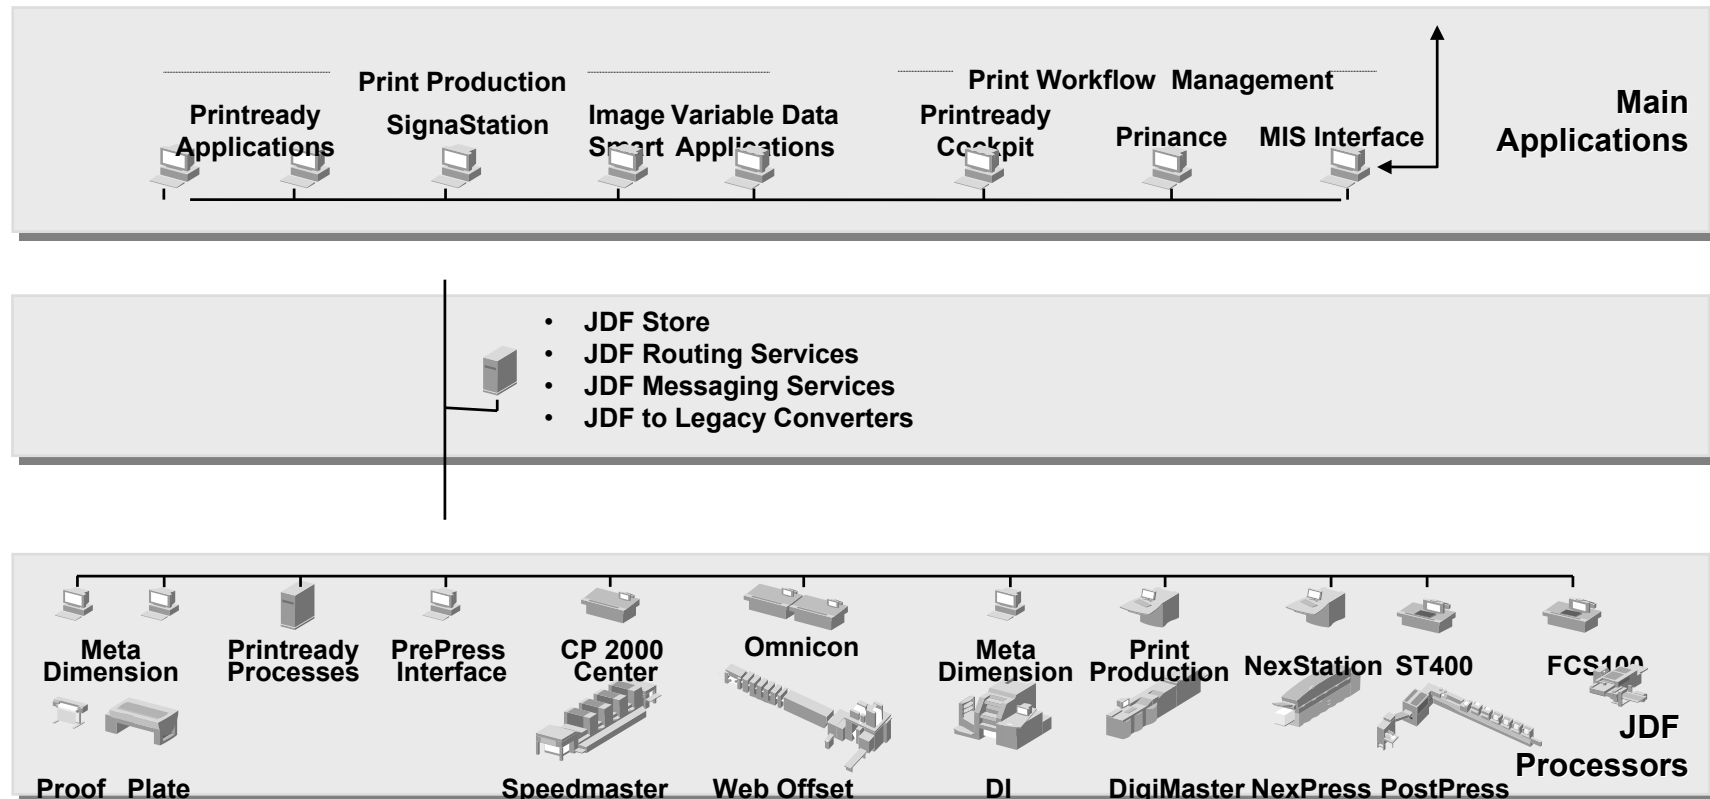 Print Production
Print Workflow Management
Printready
Applications
SignaStation
Image
Smart
Variable Data
Applications
Printready
Cockpit
Prinance
MIS Interface
Main
Applications
• JDF Store
• JDF Routing Services
• JDF Messaging Services
• JDF to Legacy Converters
Meta
Dimension
Printready
Processes
PrePress
Interface
CP 2000
Center
Omnicon
Meta
Dimension
Print
Production
NexStation
ST400
FCS100
JDF
Processors
Proof
Plate
Speedmaster
Web Offset
DI
DigiMaster
NexPress
PostPress